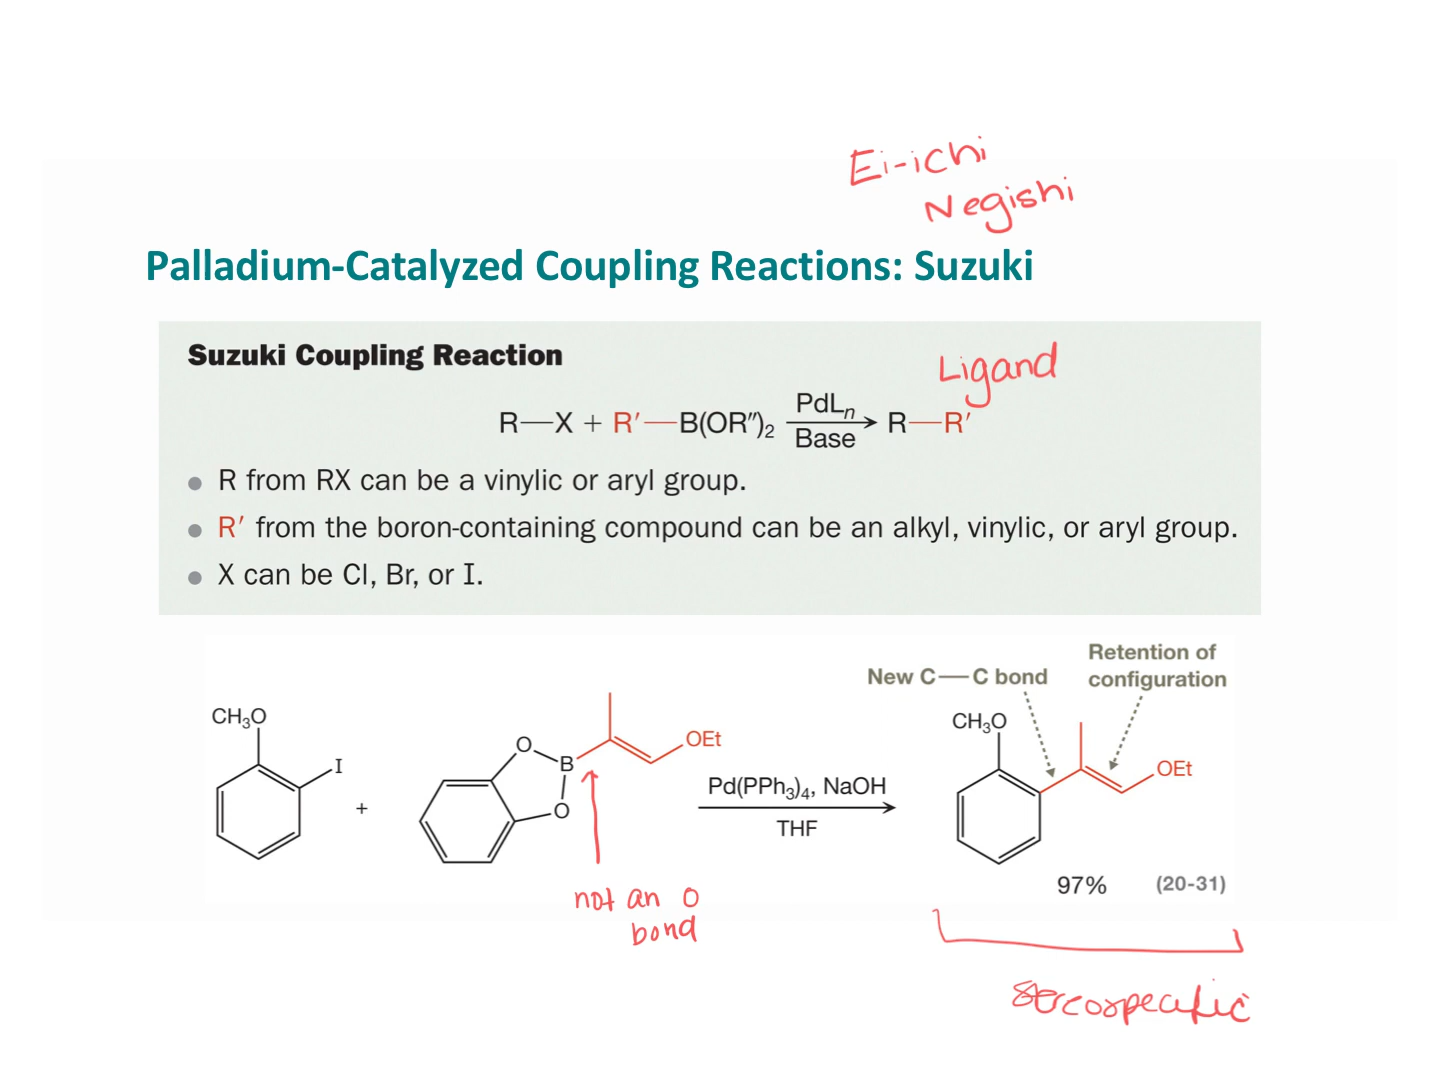 Ei-ichi
Negishi
Palladium-Catalyzed Coupling Reactions: Suzuki
Suzuki Coupling Reaction
Ligand
R—X + R′—B(OR″)₂ PdLₙ Base R—R′
R from RX can be a vinylic or aryl group.
R′ from the boron-containing compound can be an alkyl, vinylic, or aryl group.
X can be Cl, Br, or I.
New C—C bond
Retention of
configuration
CH₃O
I
+
O
B
O
OEt
Pd(PPh₃)₄, NaOH
THF
CH₃O
OEt
97%
(20-31)
not an O
bond
stereospecific